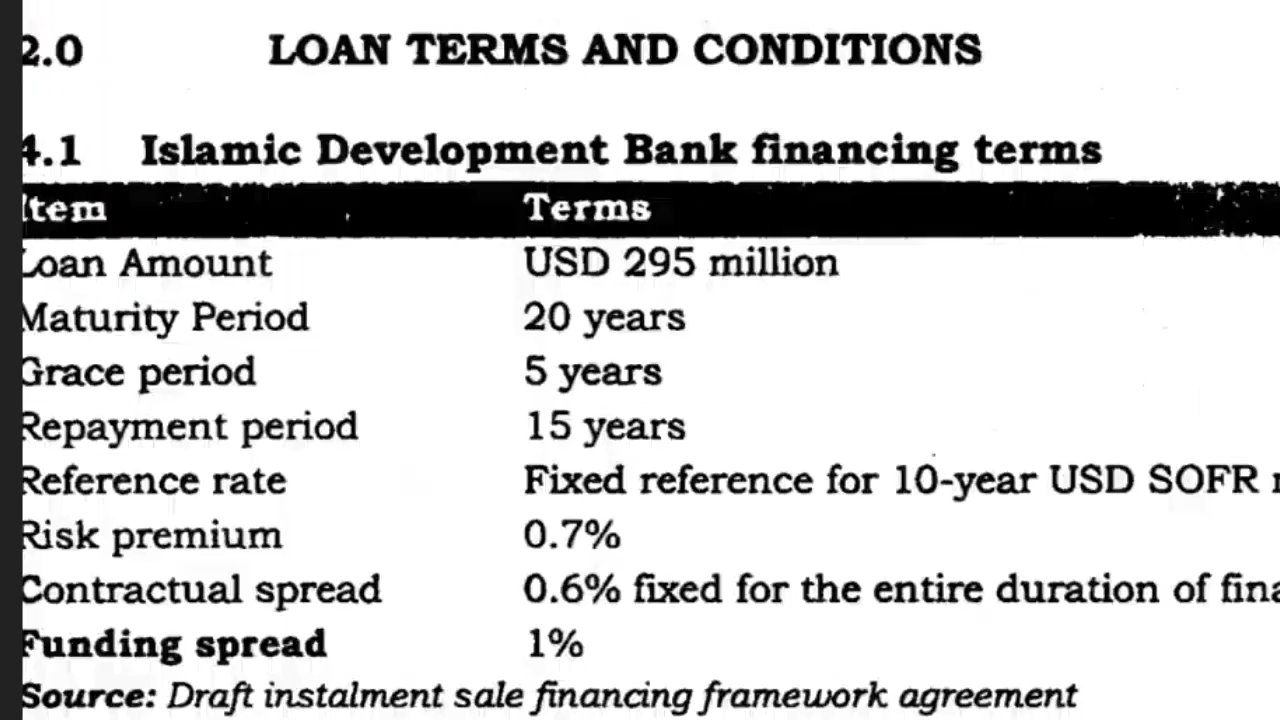 2.0 LOAN TERMS AND CONDITIONS
4.1 Islamic Development Bank financing terms
Item Terms
Loan Amount USD 295 million
Maturity Period 20 years
Grace period 5 years
Repayment period 15 years
Reference rate Fixed reference for 10-year USD SOFR
Risk premium 0.7%
Contractual spread 0.6% fixed for the entire duration of
Funding spread 1%
Source: Draft instalment sale financing framework agreement